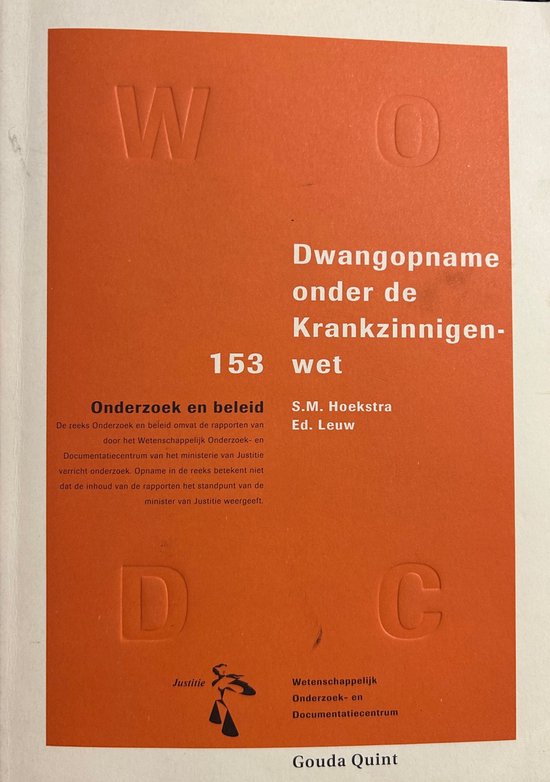 W O
Dwangopname
onder de
Krankzinnigen-
153 wet
Onderzoek en beleid
De reeks Onderzoek en beleid omvat de rapporten van
door het Wetenschappelijk Onderzoek- en
Documentatiecentrum van het ministerie van Justitie
verricht onderzoek. Opname in de reeks betekent niet
dat de inhoud van de rapporten het standpunt van de
minister van Justitie weergeeft.
S.M. Hoekstra
Ed. Leuw
D C
Justitie
Wetenschappelijk
Onderzoek- en
Documentatiecentrum
Gouda Quint